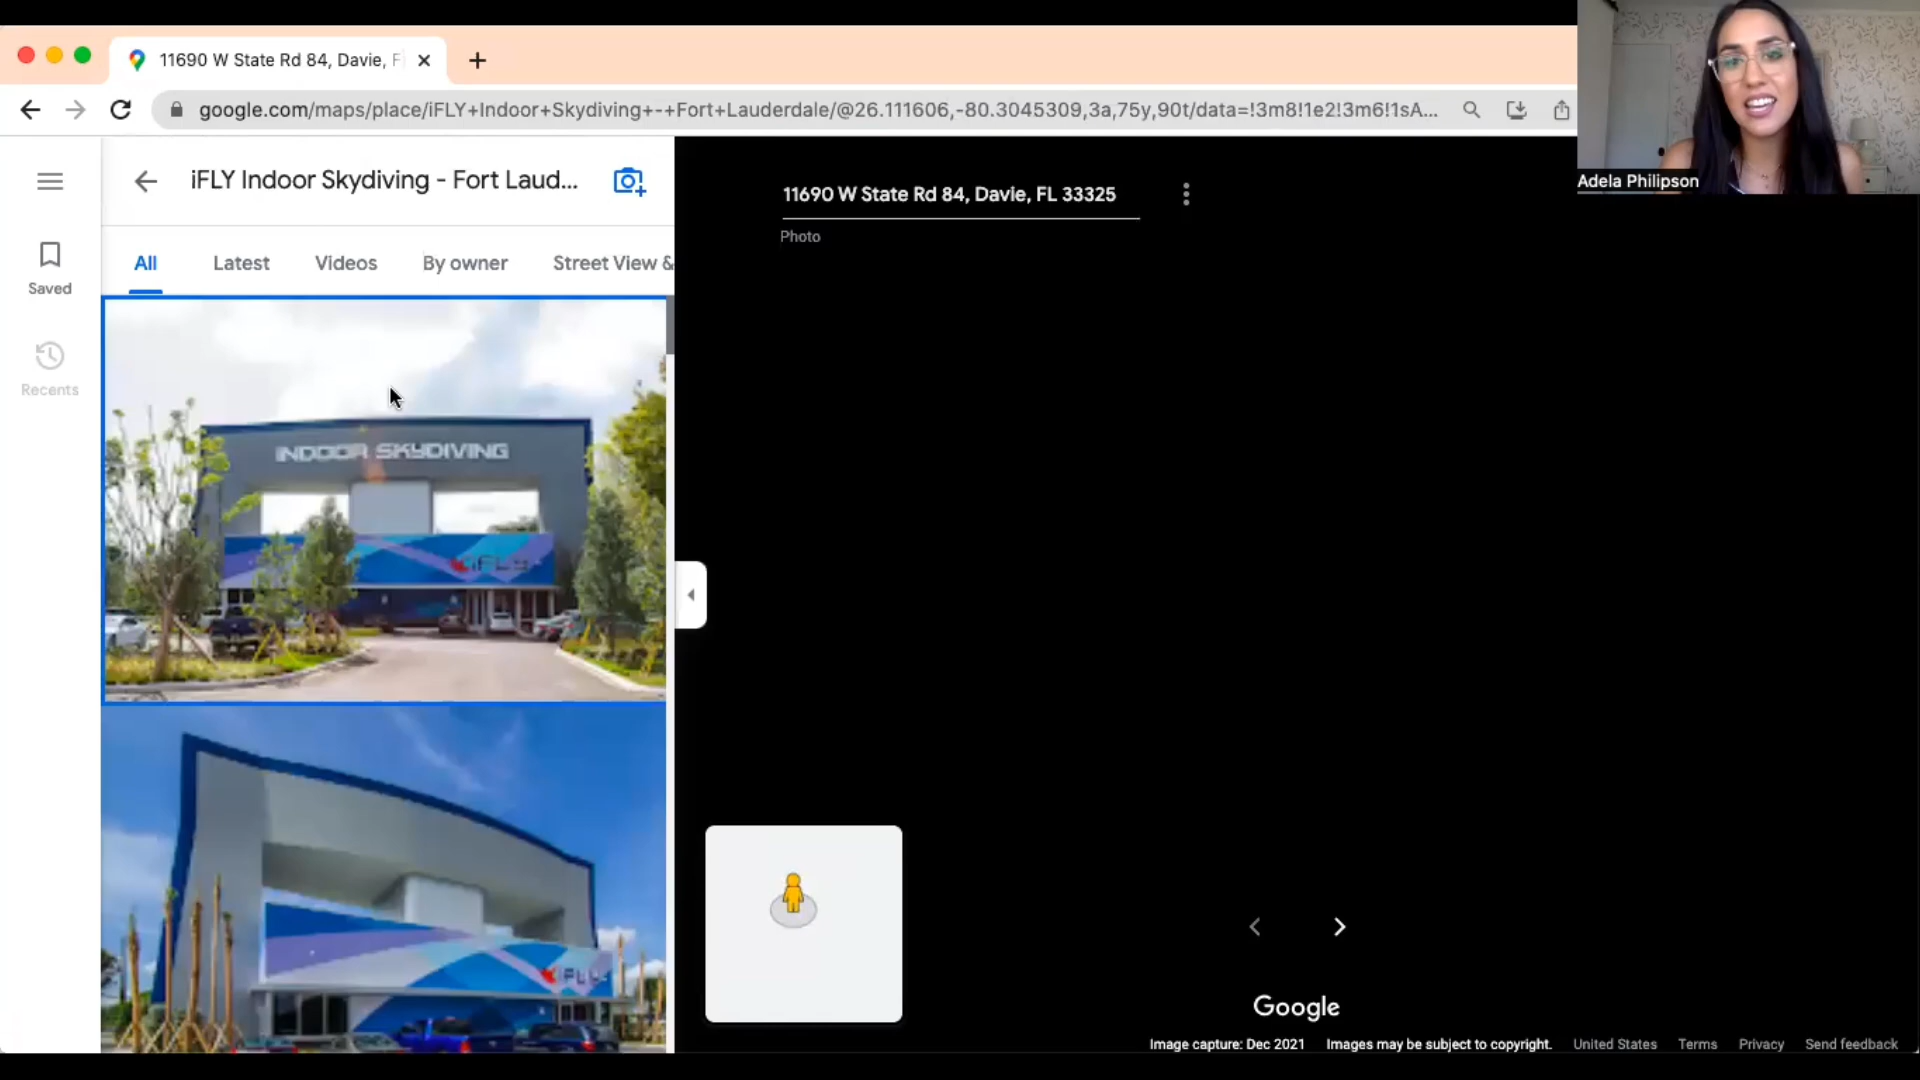 11690 W State Rd 84, Davie, F
google.com/maps/place/iFLY+Indoor+Skydiving+-+Fort+Lauderdale/@26.111606,-80.3045309,3a,75y,90t/data=!3m8!1e2!3m6!1sA...
Adela Philipson
iFLY Indoor Skydiving - Fort Laud...
11690 W State Rd 84, Davie, FL 33325
Photo
All Latest Videos By owner Street View &
Saved
Recents
INDOOR SKYDIVING
iFLY
iFLY
Google
Image capture: Dec 2021 Images may be subject to copyright. United States Terms Privacy Send feedback